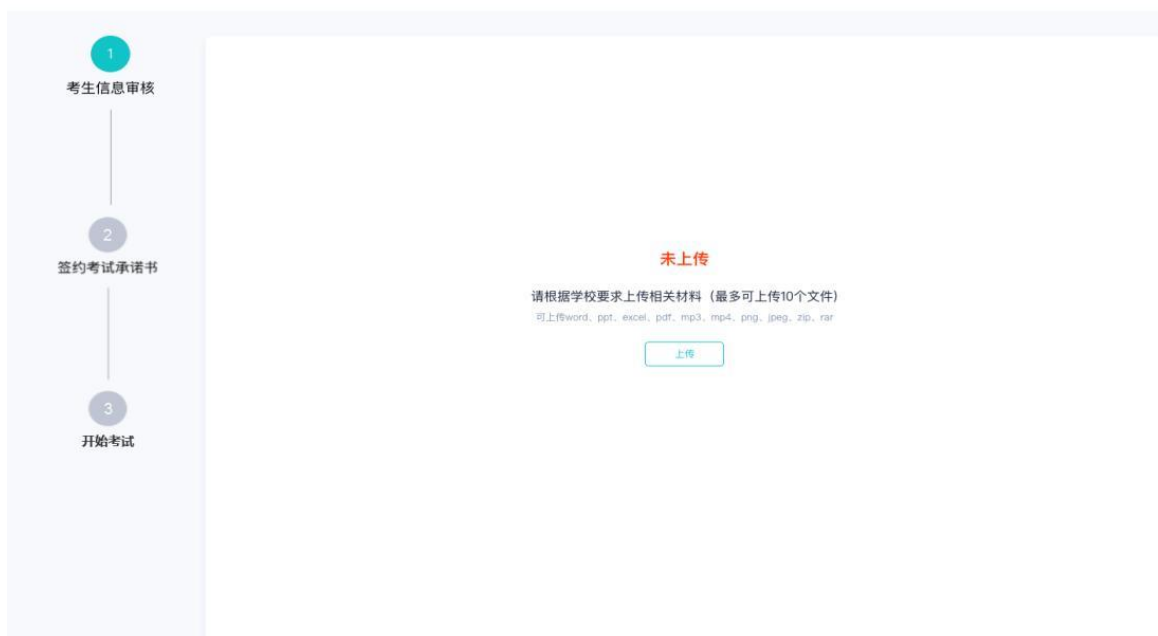 1
考生信息审核
2
签约考试承诺书
3
开始考试
未上传
请根据学校要求上传相关材料（最多可上传10个文件）
可上传word、ppt、excel、pdf、mp3、mp4、png、jpeg、zip、rar
上传